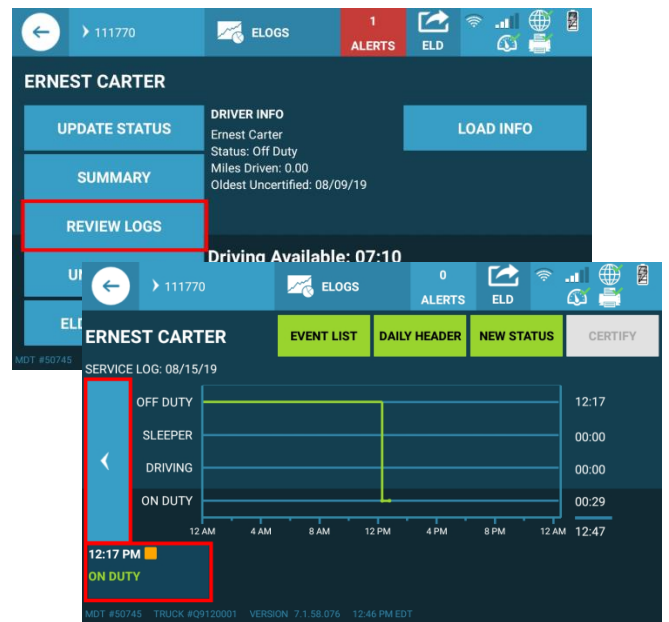 111770
ELOGS
1
ALERTS
ELD
ERNEST CARTER
UPDATE STATUS
SUMMARY
REVIEW LOGS
DRIVER INFO
Ernest Carter
Status: Off Duty
Miles Driven: 0.00
Oldest Uncertified: 08/09/19
LOAD INFO
Driving Available: 07:10
MDT #50745
111770
ELOGS
0
ALERTS
ELD
ERNEST CARTER
EVENT LIST
DAILY HEADER
NEW STATUS
CERTIFY
SERVICE LOG: 08/15/19
OFF DUTY 12:17
SLEEPER 00:00
DRIVING 00:00
ON DUTY 00:29
12 AM 4 AM 8 AM 12 PM 4 PM 8 PM 12 AM 12:47
12:17 PM
ON DUTY
MDT #50745 TRUCK #Q9120001 VERSION 7.1.58.076 12:46 PM EDT